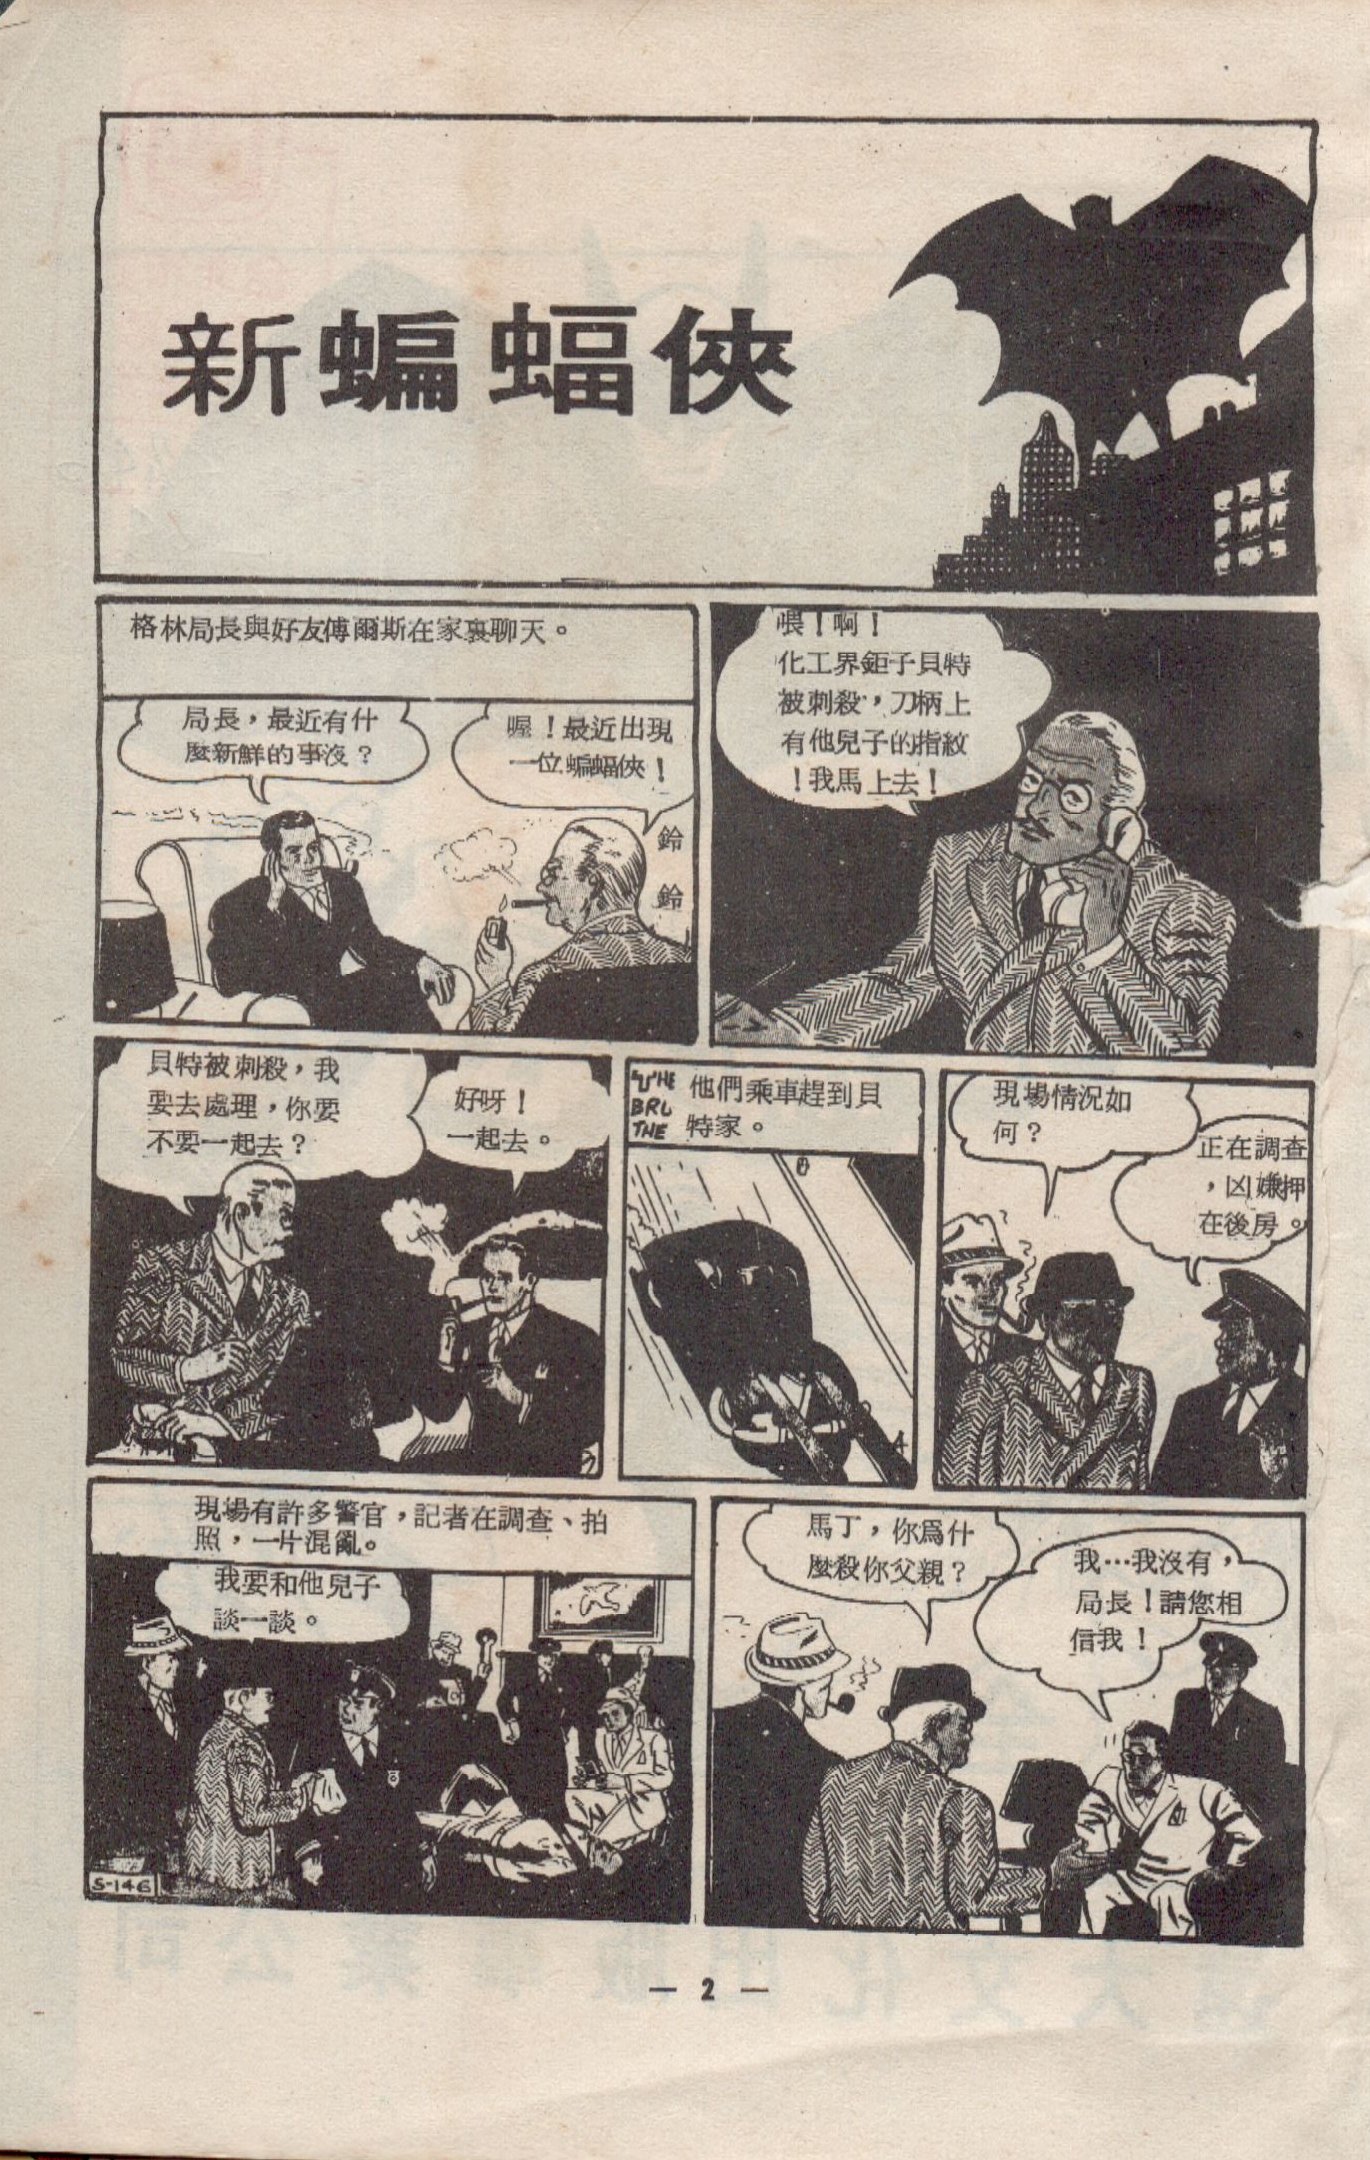 新蝙蝠俠
格林局長與好友傅爾斯在家裏聊天。
局長，最近有什
麼新鮮的事沒？
喔！最近出現
一位蝙蝠俠！
鈴
鈴
喂！啊！
化工界鉅子貝特
被刺殺，刀柄上
有他兒子的指紋
！我馬上去！
貝特被刺殺，我
要去處理，你要
不要一起去？
好呀！
一起去。
THE
BRU
THE
他們乘車趕到貝
特家。
現場情況如
何？
正在調查
，凶嫌押
在後房。
現場有許多警官，記者在調查、拍
照，一片混亂。
我要和他兒子
談一談。
S-146
馬丁，你爲什
麼殺你父親？
我…我沒有，
局長！請您相
信我！
— 2 —